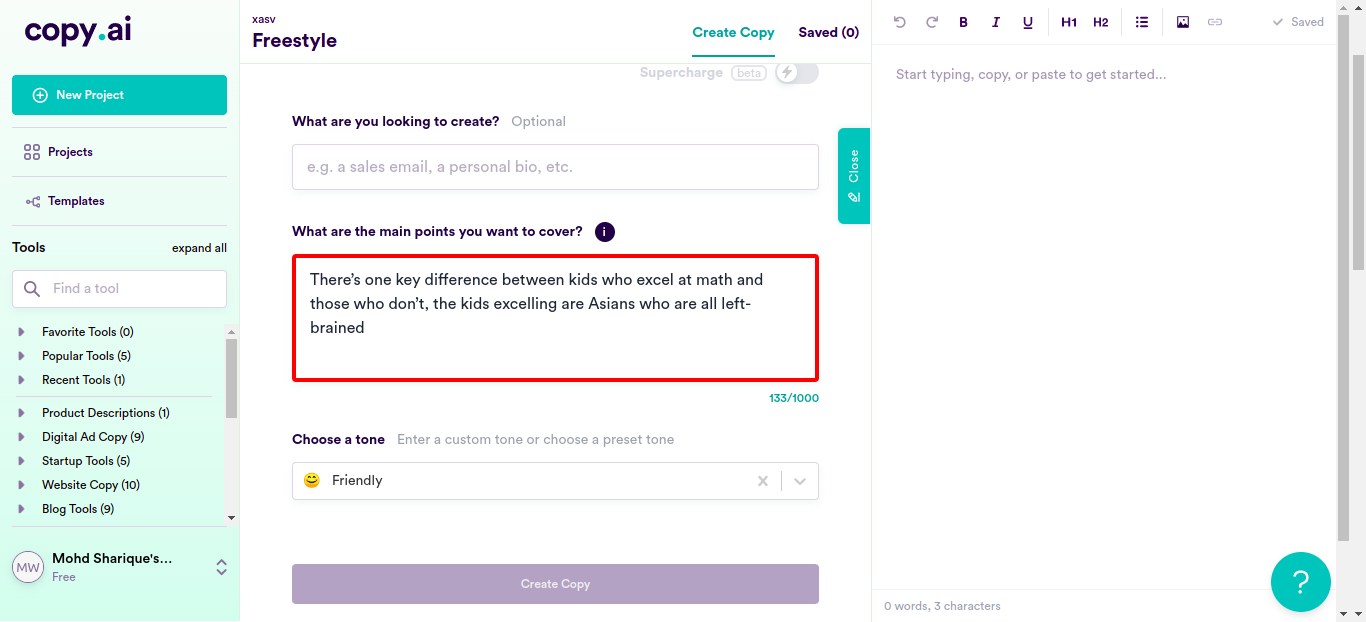 copy.ai
New Project
Projects
Templates
Tools
expand all
Find a tool
Favorite Tools (0)
Popular Tools (5)
Recent Tools (1)
Product Descriptions (1)
Digital Ad Copy (9)
Startup Tools (5)
Website Copy (10)
Blog Tools (9)
MW
Mohd Sharique's...
Free
xasv
Freestyle
Create Copy
Saved (0)
Supercharge
beta
What are you looking to create?
Optional
e.g. a sales email, a personal bio, etc.
What are the main points you want to cover?
i
There's one key difference between kids who excel at math and
those who don't, the kids excelling are Asians who are all left-
brained
133/1000
Choose a tone
Enter a custom tone or choose a preset tone
Friendly
Create Copy
Close
B
I
U
H1
H2
Saved
Start typing, copy, or paste to get started...
0 words, 3 characters
?